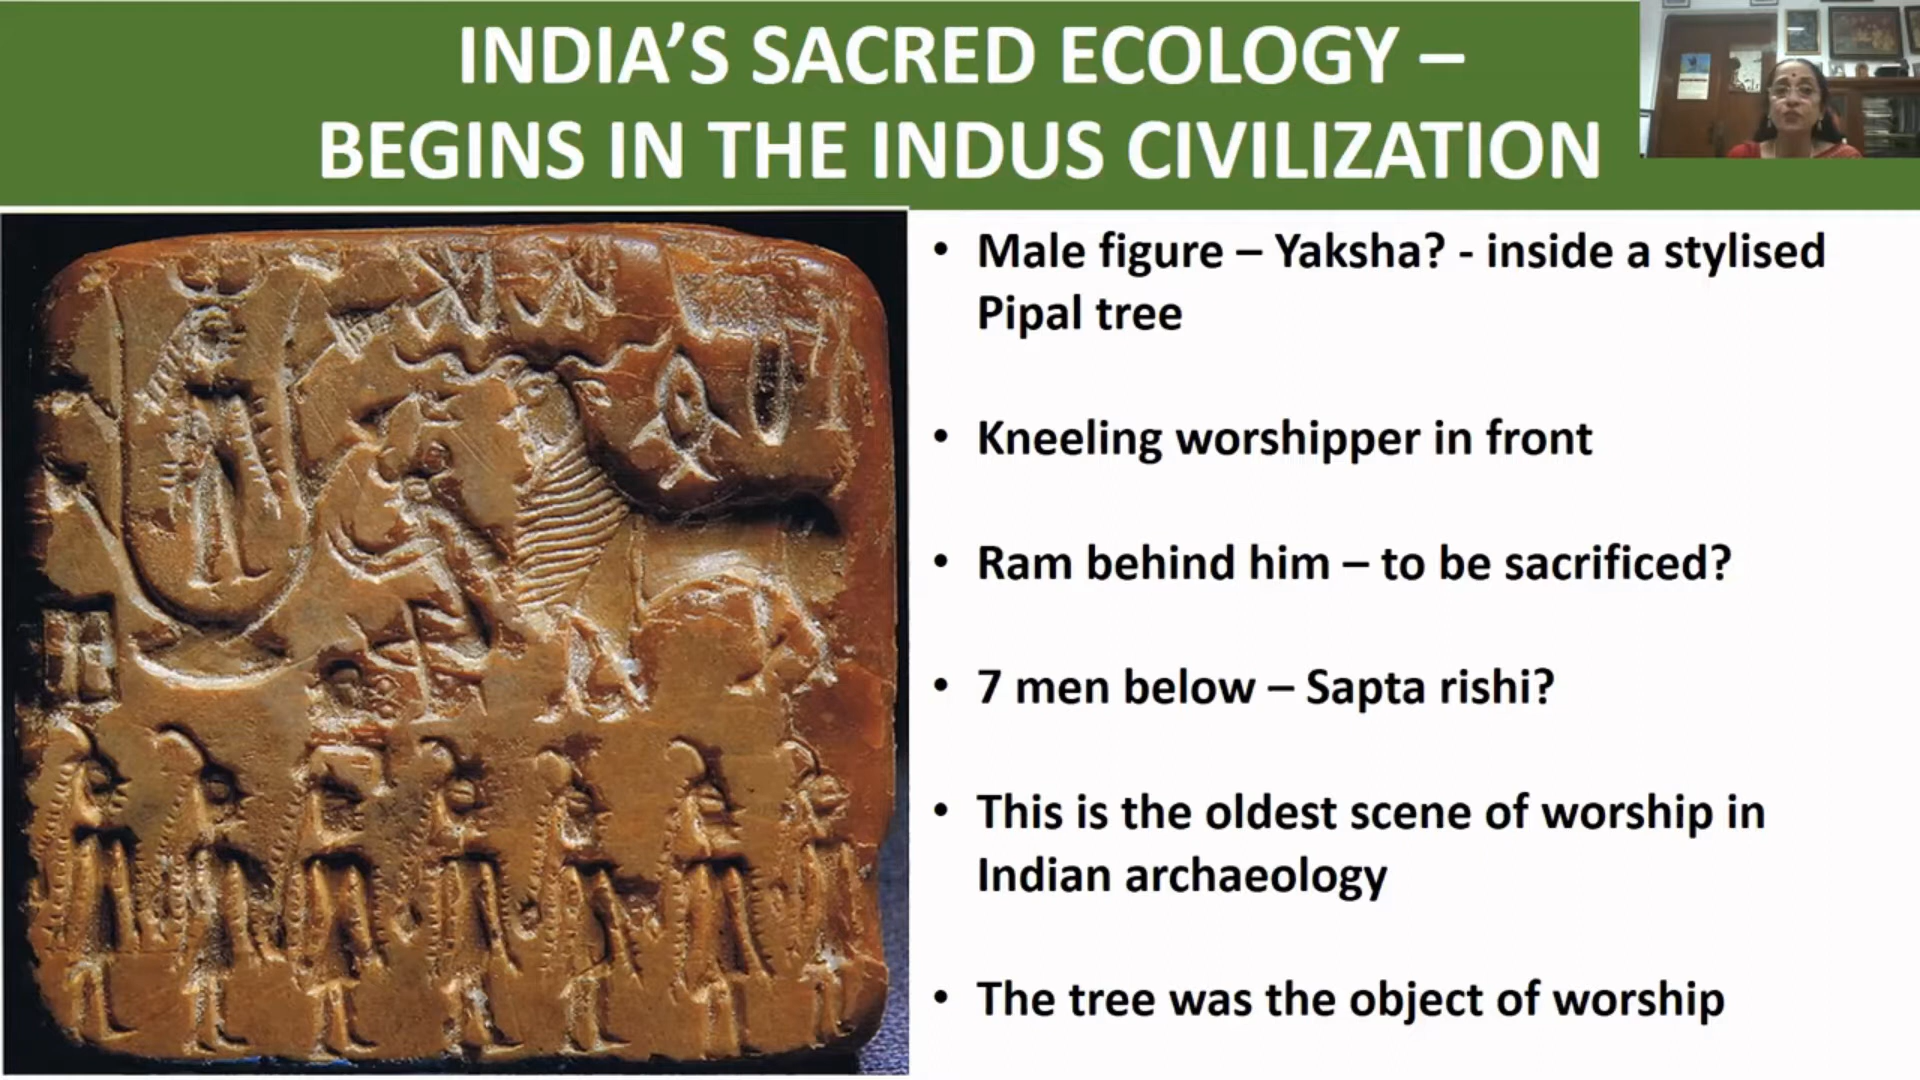 INDIA'S SACRED ECOLOGY –
BEGINS IN THE INDUS CIVILIZATION
• Male figure – Yaksha? - inside a stylised
Pipal tree
• Kneeling worshipper in front
• Ram behind him – to be sacrificed?
• 7 men below – Sapta rishi?
• This is the oldest scene of worship in
Indian archaeology
• The tree was the object of worship